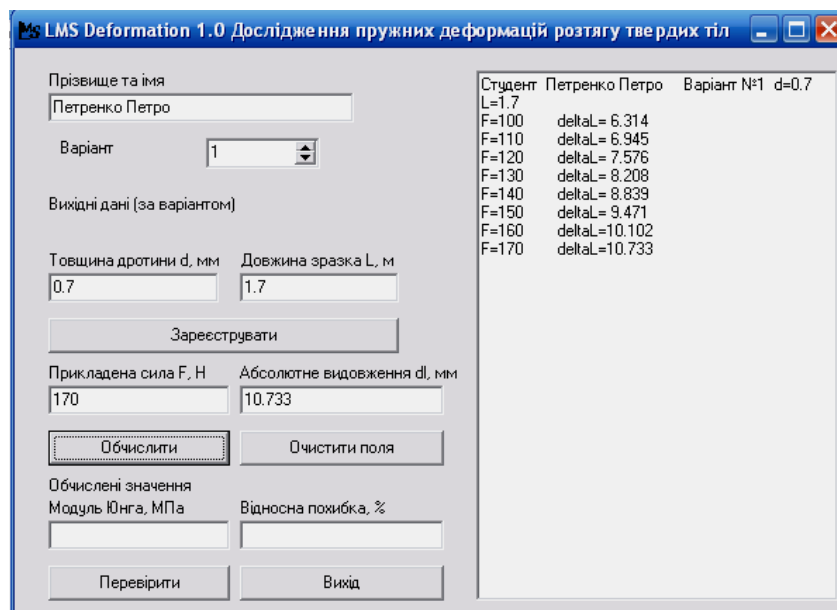 Ms LMS Deformation 1.0 Дослідження пружних деформацій розтягу твердих тіл
Прізвище та імя
Петренко Петро
Варіант
1
Вихідні дані (за варіантом)
Товщина дротини d, мм Довжина зразка L, м
0.7 1.7
Зареєструвати
Прикладена сила F, Н Абсолютне видовження dl, мм
170 10.733
Обчислити Очистити поля
Обчислені значення
Модуль Юнга, МПа Відносна похибка, %
Перевірити Вихід
Студент Петренко Петро Варіант №1 d=0.7
L=1.7
F=100 deltaL= 6.314
F=110 deltaL= 6.945
F=120 deltaL= 7.576
F=130 deltaL= 8.208
F=140 deltaL= 8.839
F=150 deltaL= 9.471
F=160 deltaL=10.102
F=170 deltaL=10.733